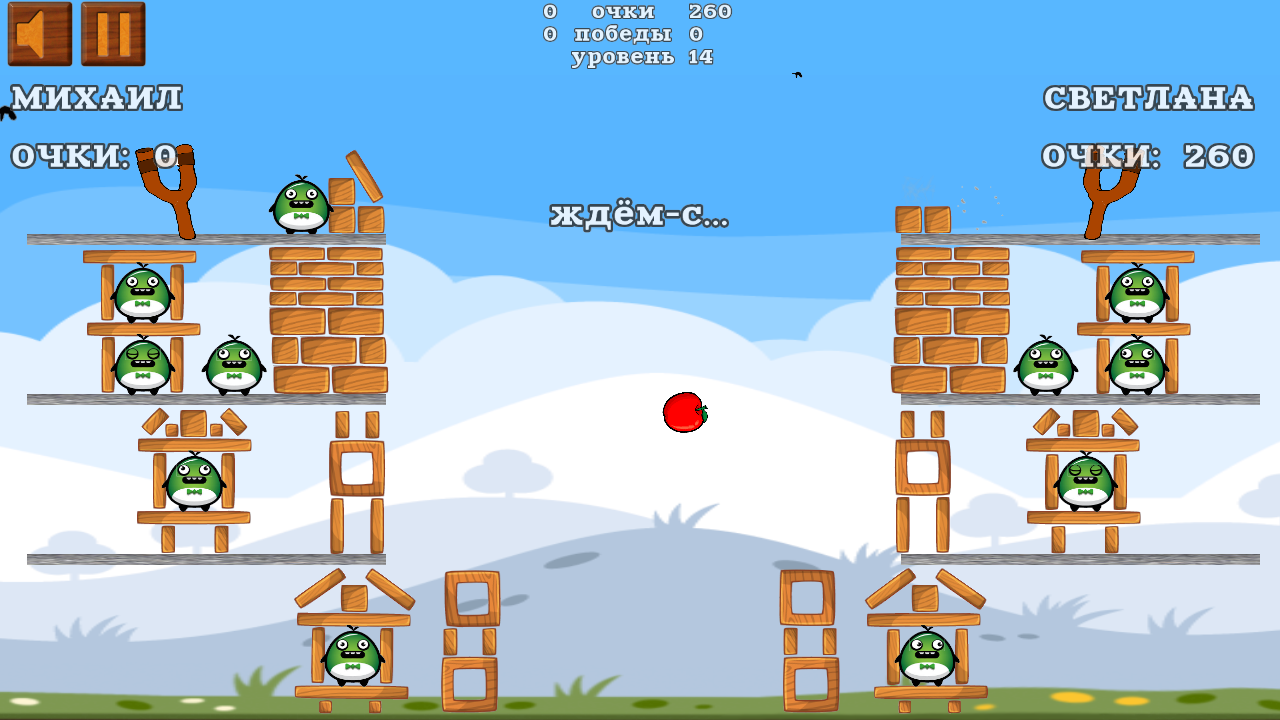 0 очки 260
0 победы 0
уровень 14
МИХАИЛ
СВЕТЛАНА
ОЧКИ: 0
ОЧКИ: 260
ждём-с...